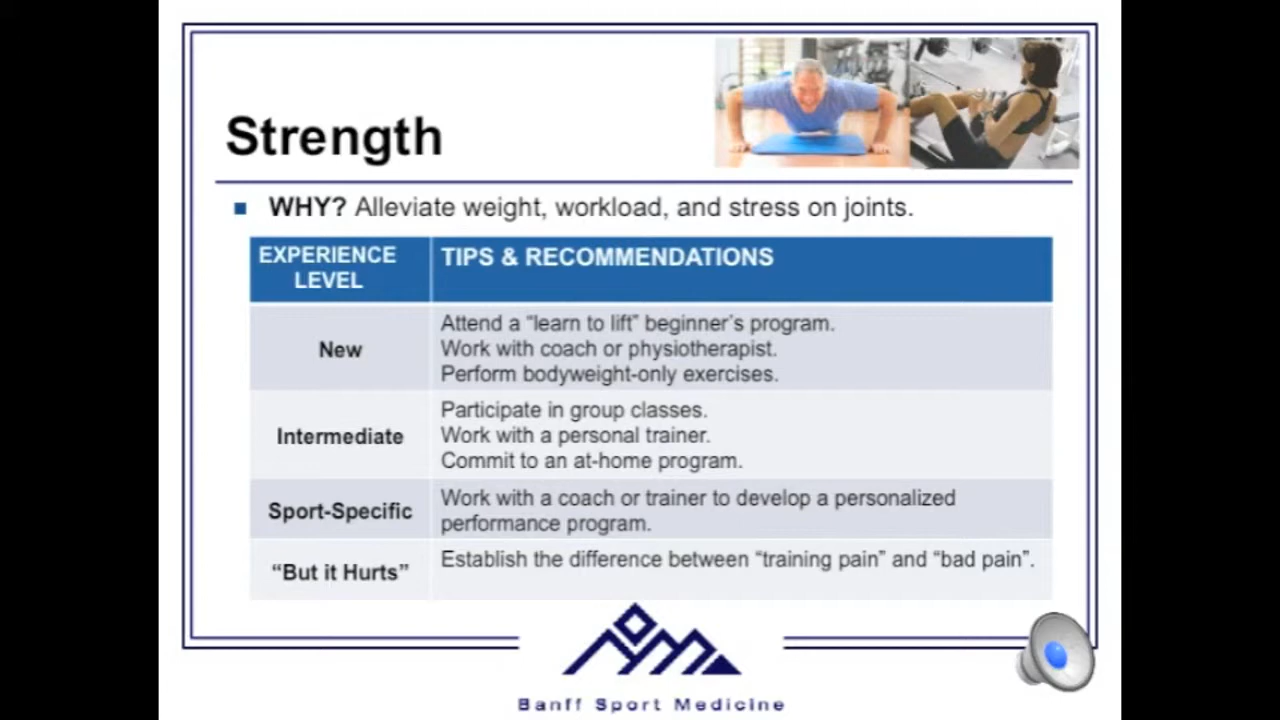 Strength
WHY? Alleviate weight, workload, and stress on joints.
EXPERIENCE
LEVEL
TIPS & RECOMMENDATIONS
New
Attend a “learn to lift” beginner’s program.
Work with coach or physiotherapist.
Perform bodyweight-only exercises.
Intermediate
Participate in group classes.
Work with a personal trainer.
Commit to an at-home program.
Sport-Specific
Work with a coach or trainer to develop a personalized
performance program.
“But it Hurts”
Establish the difference between “training pain” and “bad pain”.
Banff Sport Medicine